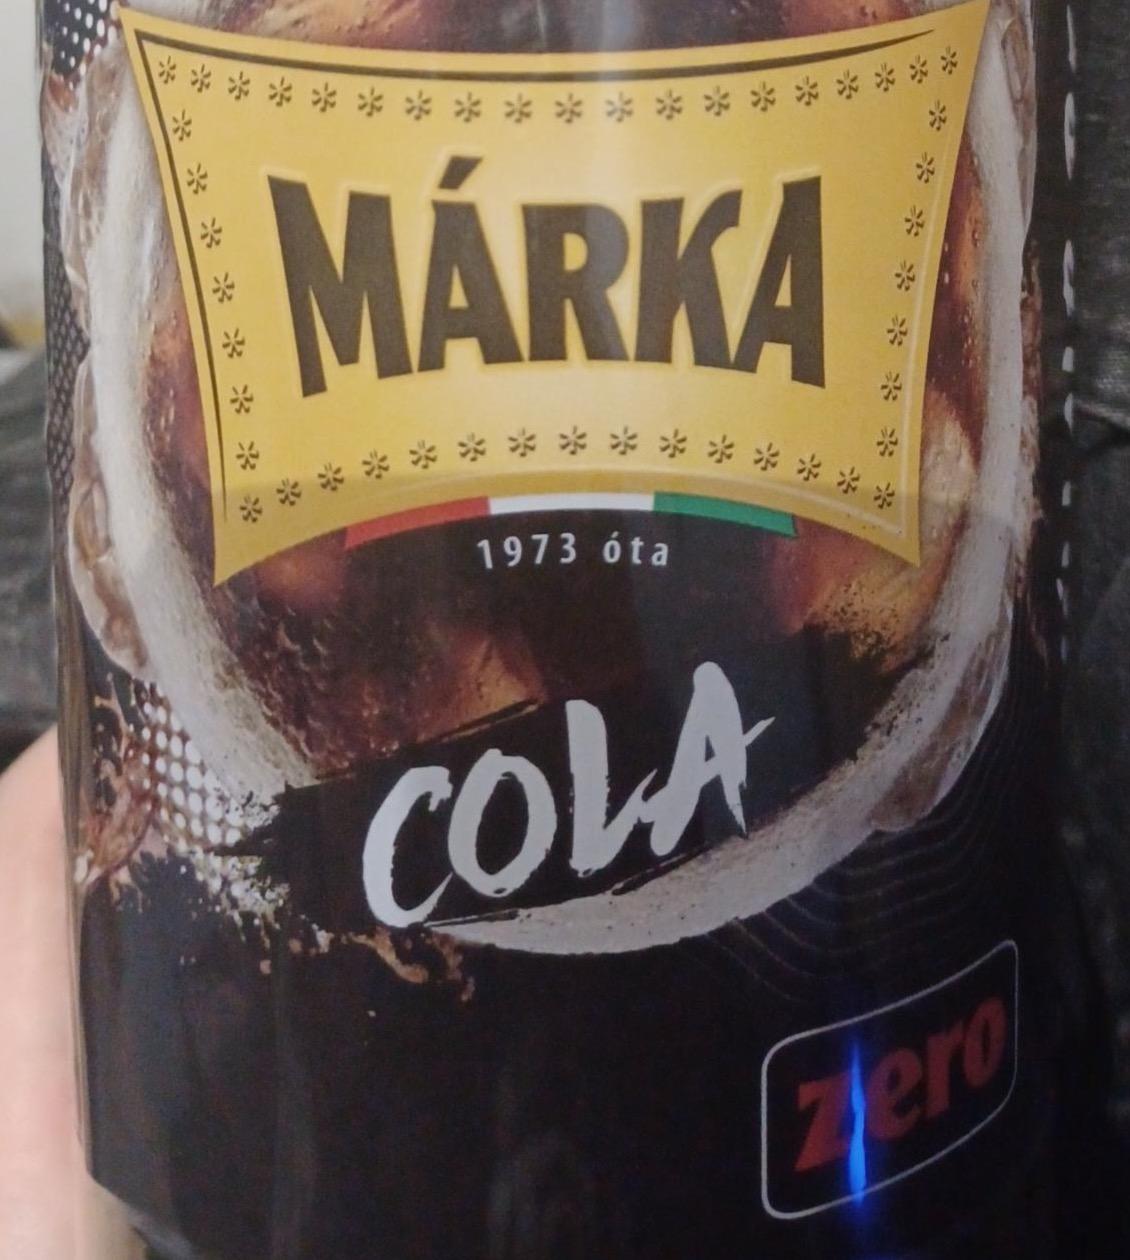 MÁRKA
1973 óta
COLA
zero